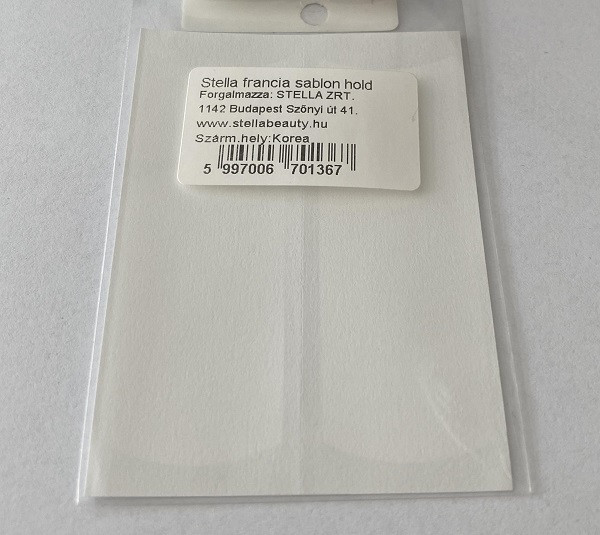 Stella francia sablon hold
Forgalmazza: STELLA ZRT.
1142 Budapest Szőnyi út 41.
www.stellabeauty.hu
Szárm.hely:Korea
5 997006 701367